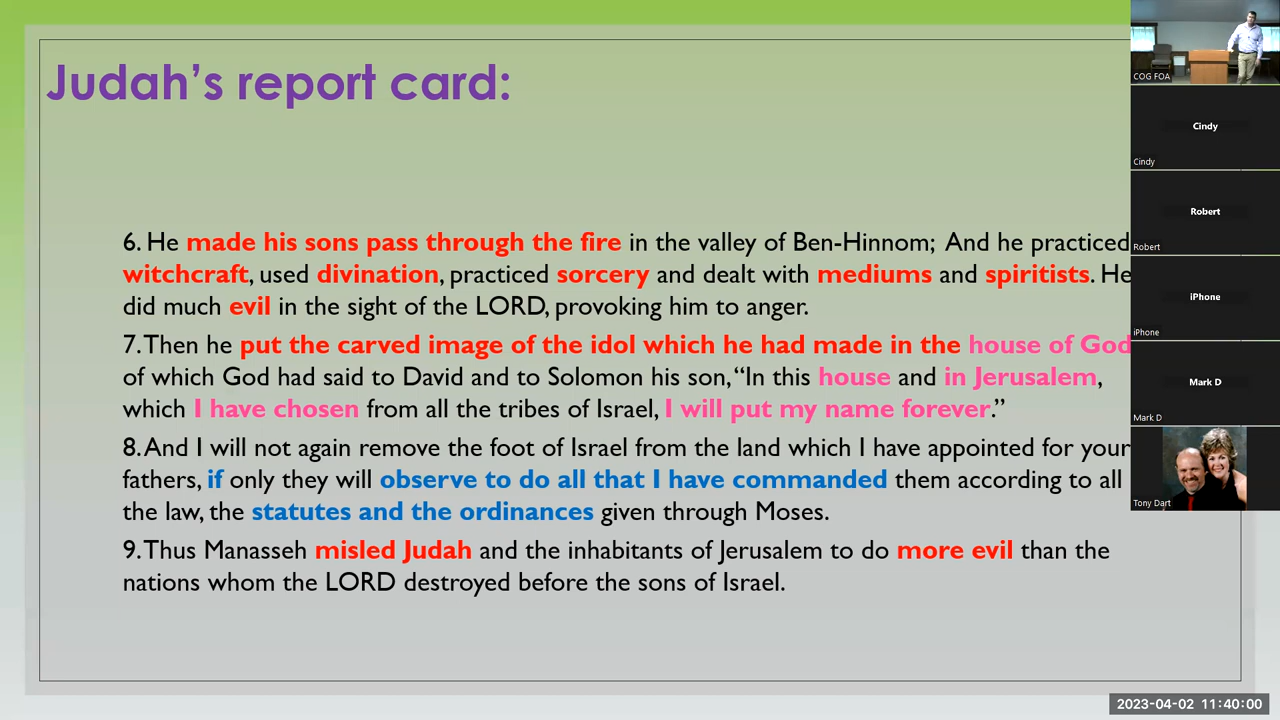 Judah's report card:
6. He made his sons pass through the fire in the valley of Ben-Hinnom; And he practiced
witchcraft, used divination, practiced sorcery and dealt with mediums and spiritists. He
did much evil in the sight of the LORD, provoking him to anger.
7. Then he put the carved image of the idol which he had made in the house of God
of which God had said to David and to Solomon his son, “In this house and in Jerusalem,
which I have chosen from all the tribes of Israel, I will put my name forever.”
8. And I will not again remove the foot of Israel from the land which I have appointed for your
fathers, if only they will observe to do all that I have commanded them according to all
the law, the statutes and the ordinances given through Moses.
9. Thus Manasseh misled Judah and the inhabitants of Jerusalem to do more evil than the
nations whom the LORD destroyed before the sons of Israel.
COG FOA
Cindy
Cindy
Robert
Robert
iPhone
iPhone
Mark D
Mark D
Tony Dart
2023-04-02 11:40:00